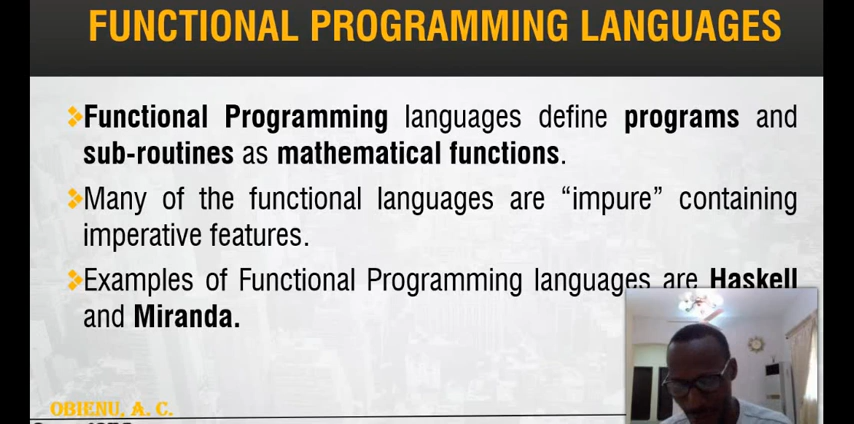 FUNCTIONAL PROGRAMMING LANGUAGES
Functional Programming languages define programs and
sub-routines as mathematical functions.
Many of the functional languages are “impure” containing
imperative features.
Examples of Functional Programming languages are Haskell
and Miranda.
OBIENU, A. C.